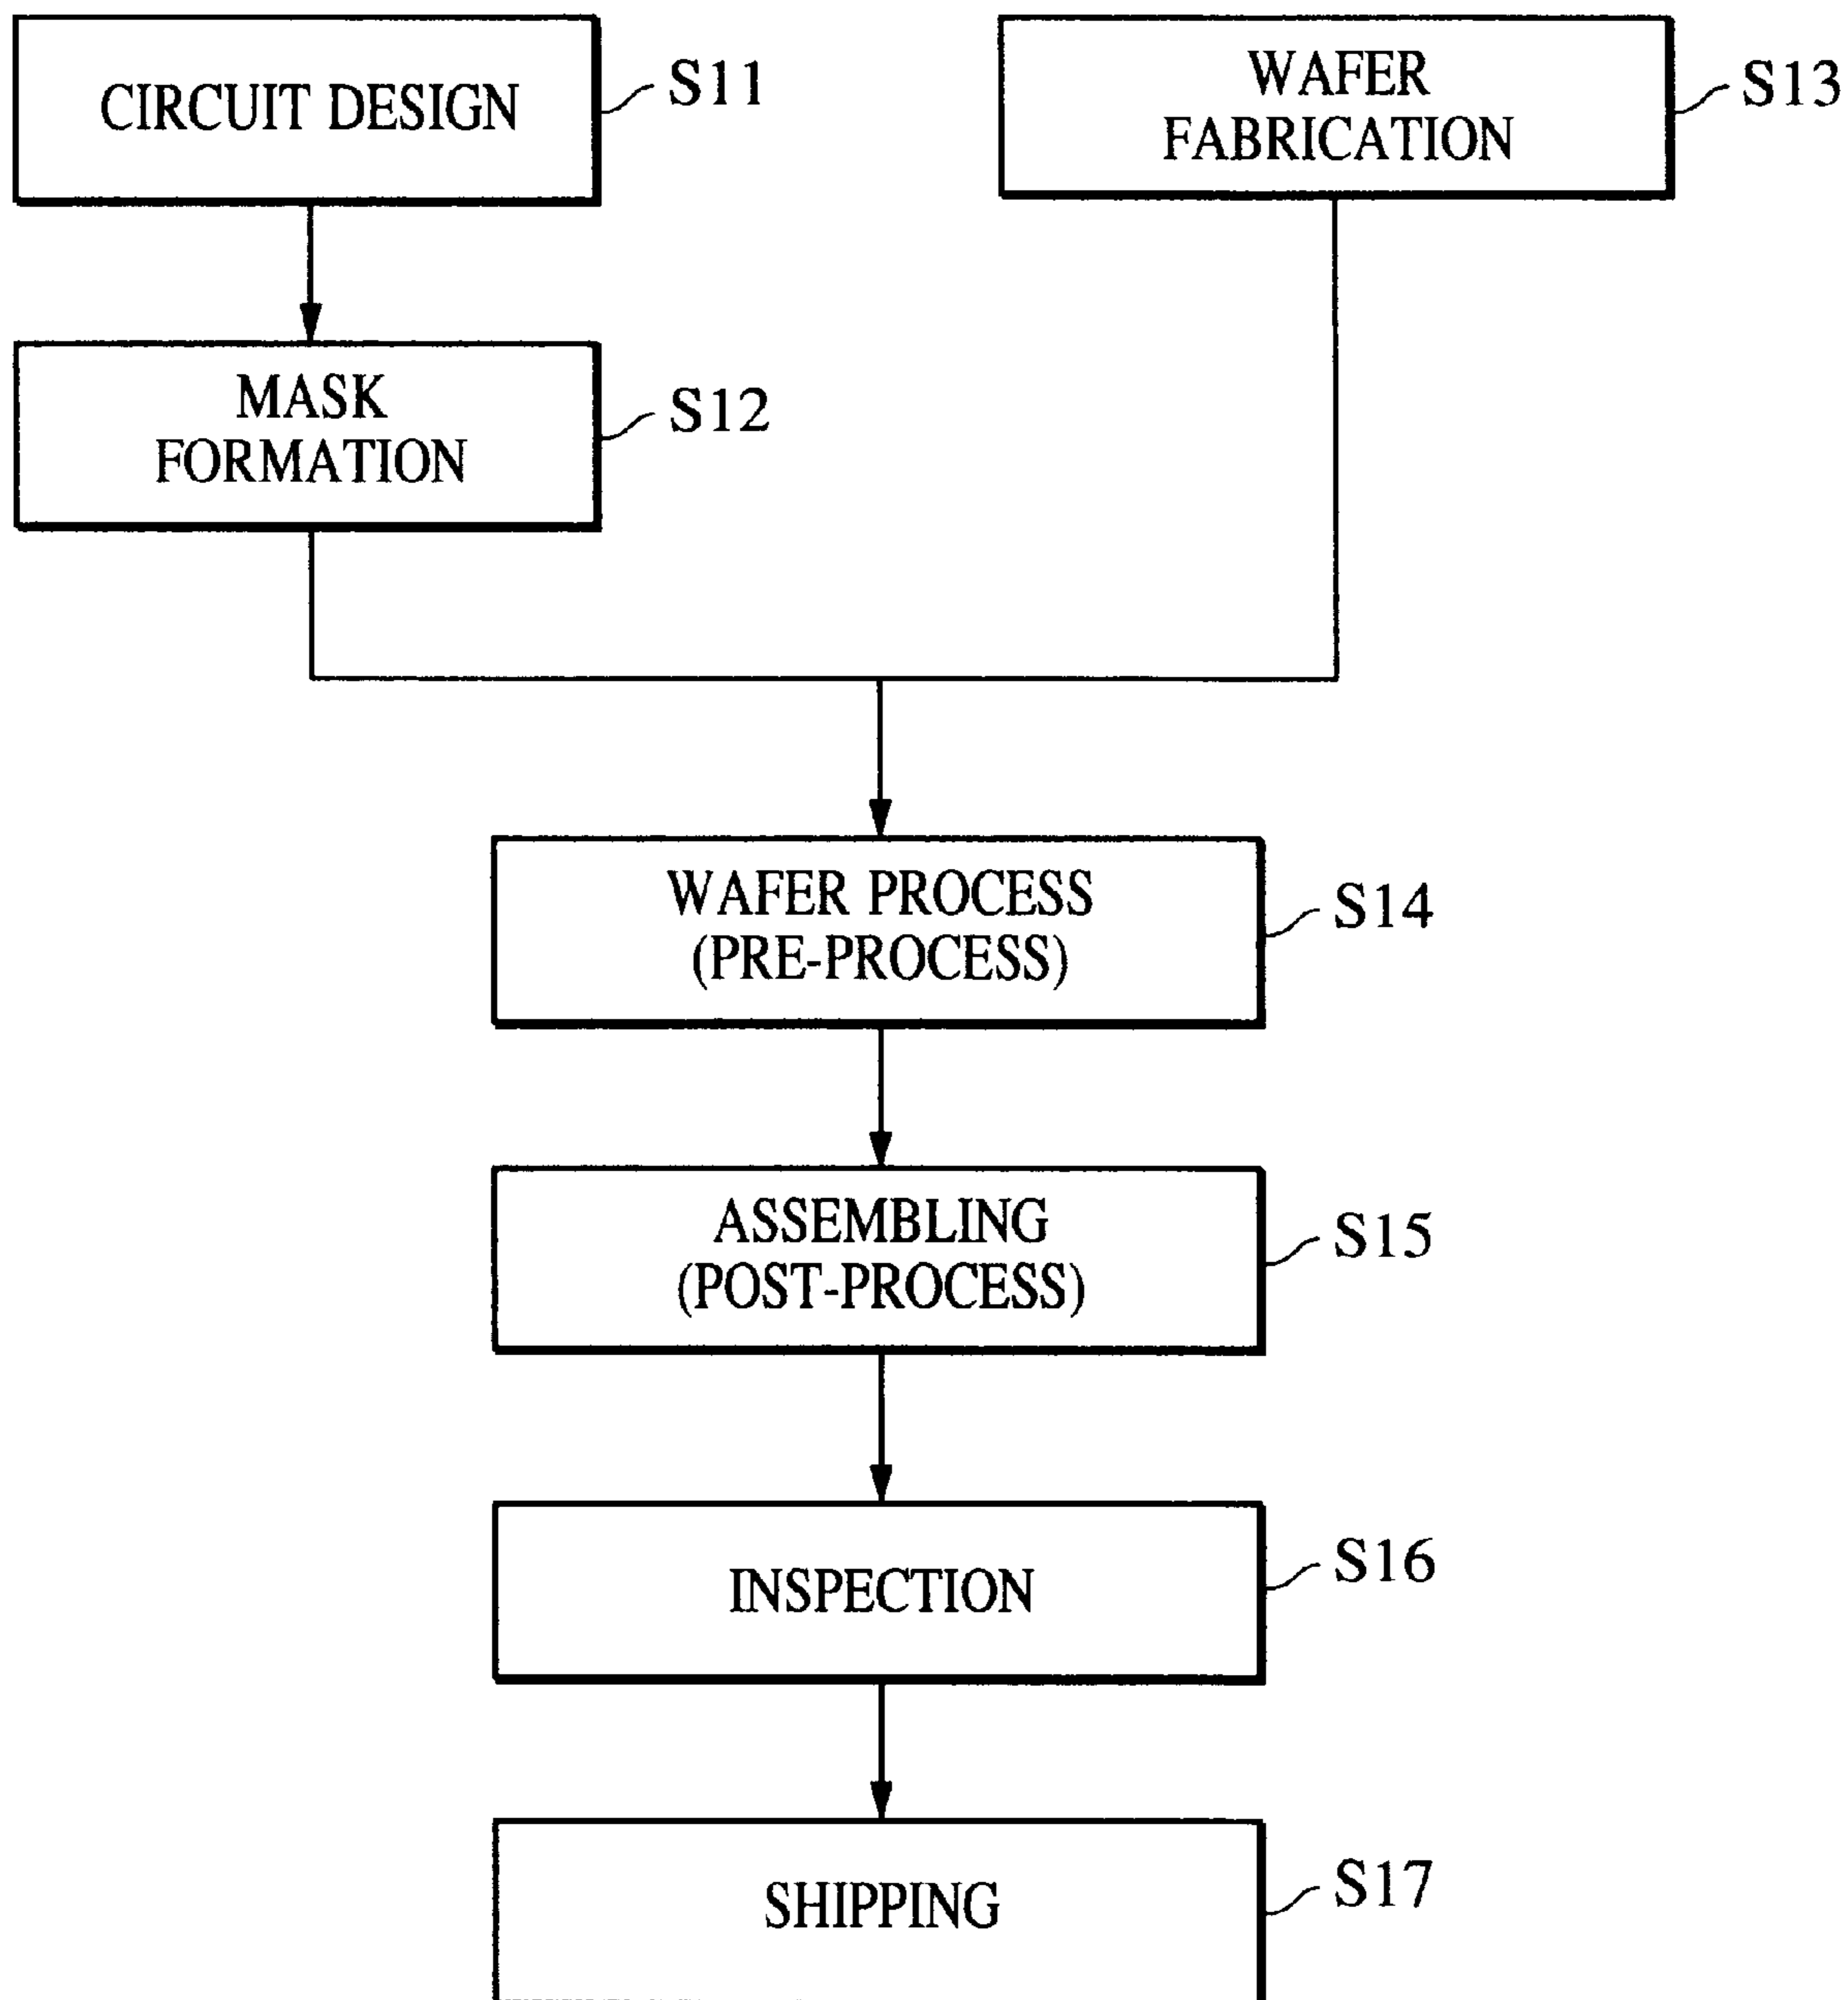 CIRCUIT DESIGN
S11
WAFER
FABRICATION
S13
MASK
FORMATION
S12
WAFER PROCESS
(PRE-PROCESS)
S14
ASSEMBLING
(POST-PROCESS)
S15
INSPECTION
S16
SHIPPING
S17